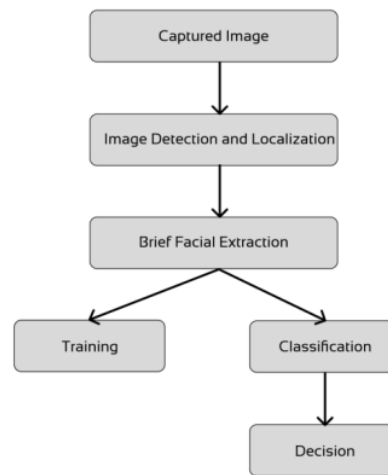 Captured Image
Image Detection and Localization
Brief Facial Extraction
Training
Classification
Decision